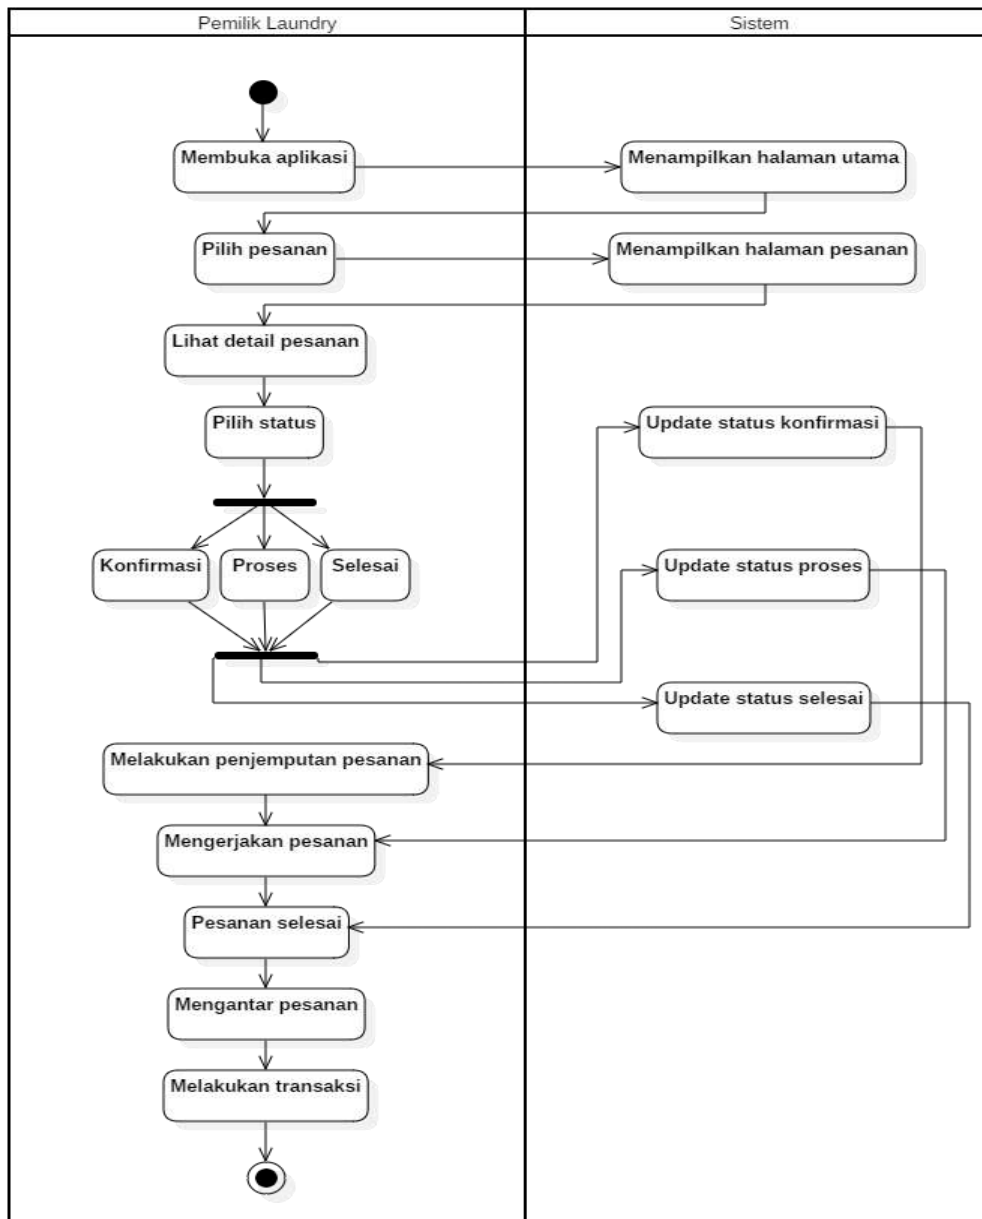 Pemilik Laundry
Sistem
Membuka aplikasi
Menampilkan halaman utama
Pilih pesanan
Menampilkan halaman pesanan
Lihat detail pesanan
Pilih status
Update status konfirmasi
Konfirmasi
Proses
Selesai
Update status proses
Update status selesai
Melakukan penjemputan pesanan
Mengerjakan pesanan
Pesanan selesai
Mengantar pesanan
Melakukan transaksi